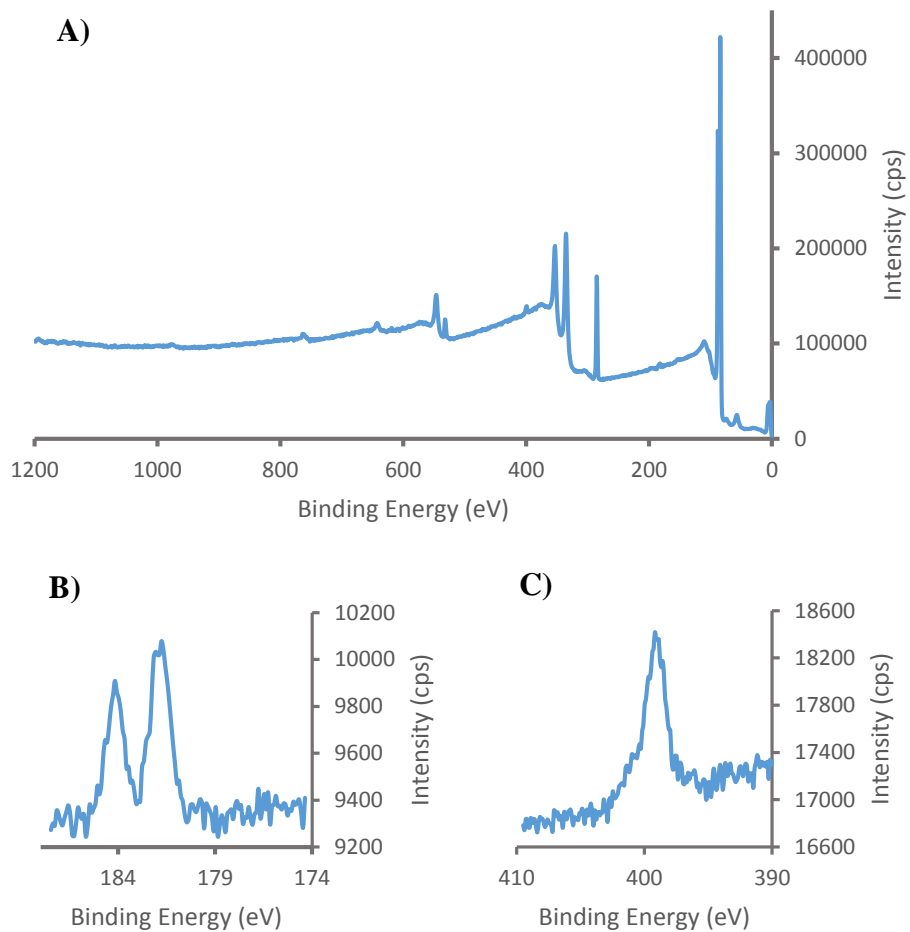 A)
400000
300000
200000
100000
0
Intensity (cps)
1200 1000 800 600 400 200 0
Binding Energy (eV)
B)
10200
10000
9800
9600
9400
9200
Intensity (cps)
184 179 174
Binding Energy (eV)
C)
18600
18200
17800
17400
17000
16600
Intensity (cps)
410 400 390
Binding Energy (eV)